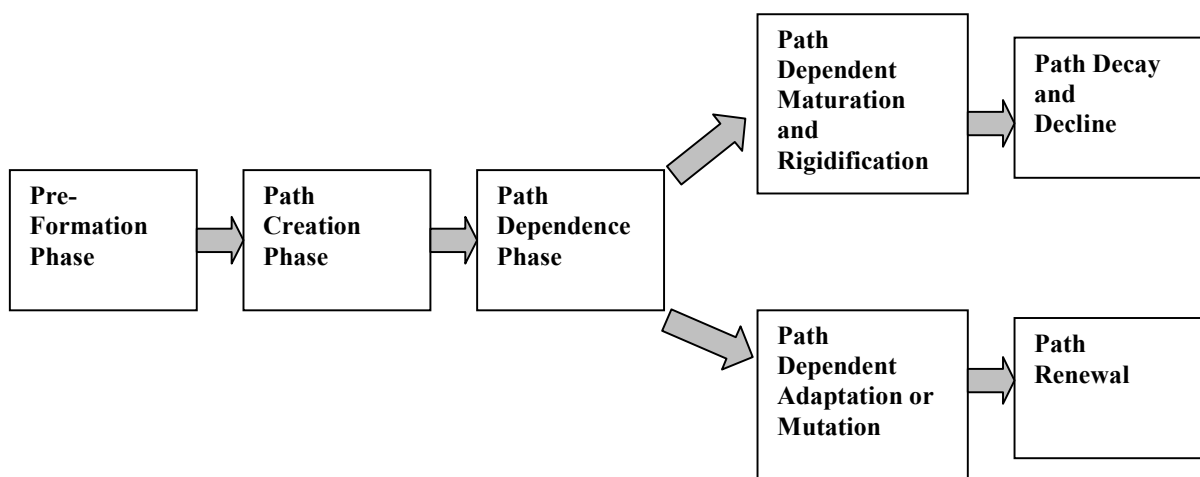 Pre-
Formation
Phase
Path
Creation
Phase
Path
Dependence
Phase
Path
Dependent
Maturation
and
Rigidification
Path Decay
and
Decline
Path
Dependent
Adaptation or
Mutation
Path
Renewal